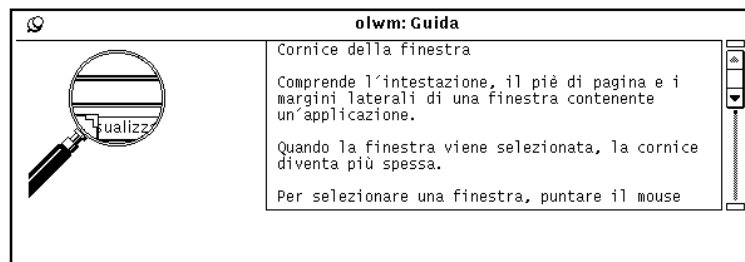 olwm: Guida
sualizz
Cornice della finestra
Comprende l´intestazione, il piè di pagina e i
margini laterali di una finestra contenente
un´applicazione.
Quando la finestra viene selezionata, la cornice
diventa più spessa.
Per selezionare una finestra, puntare il mouse